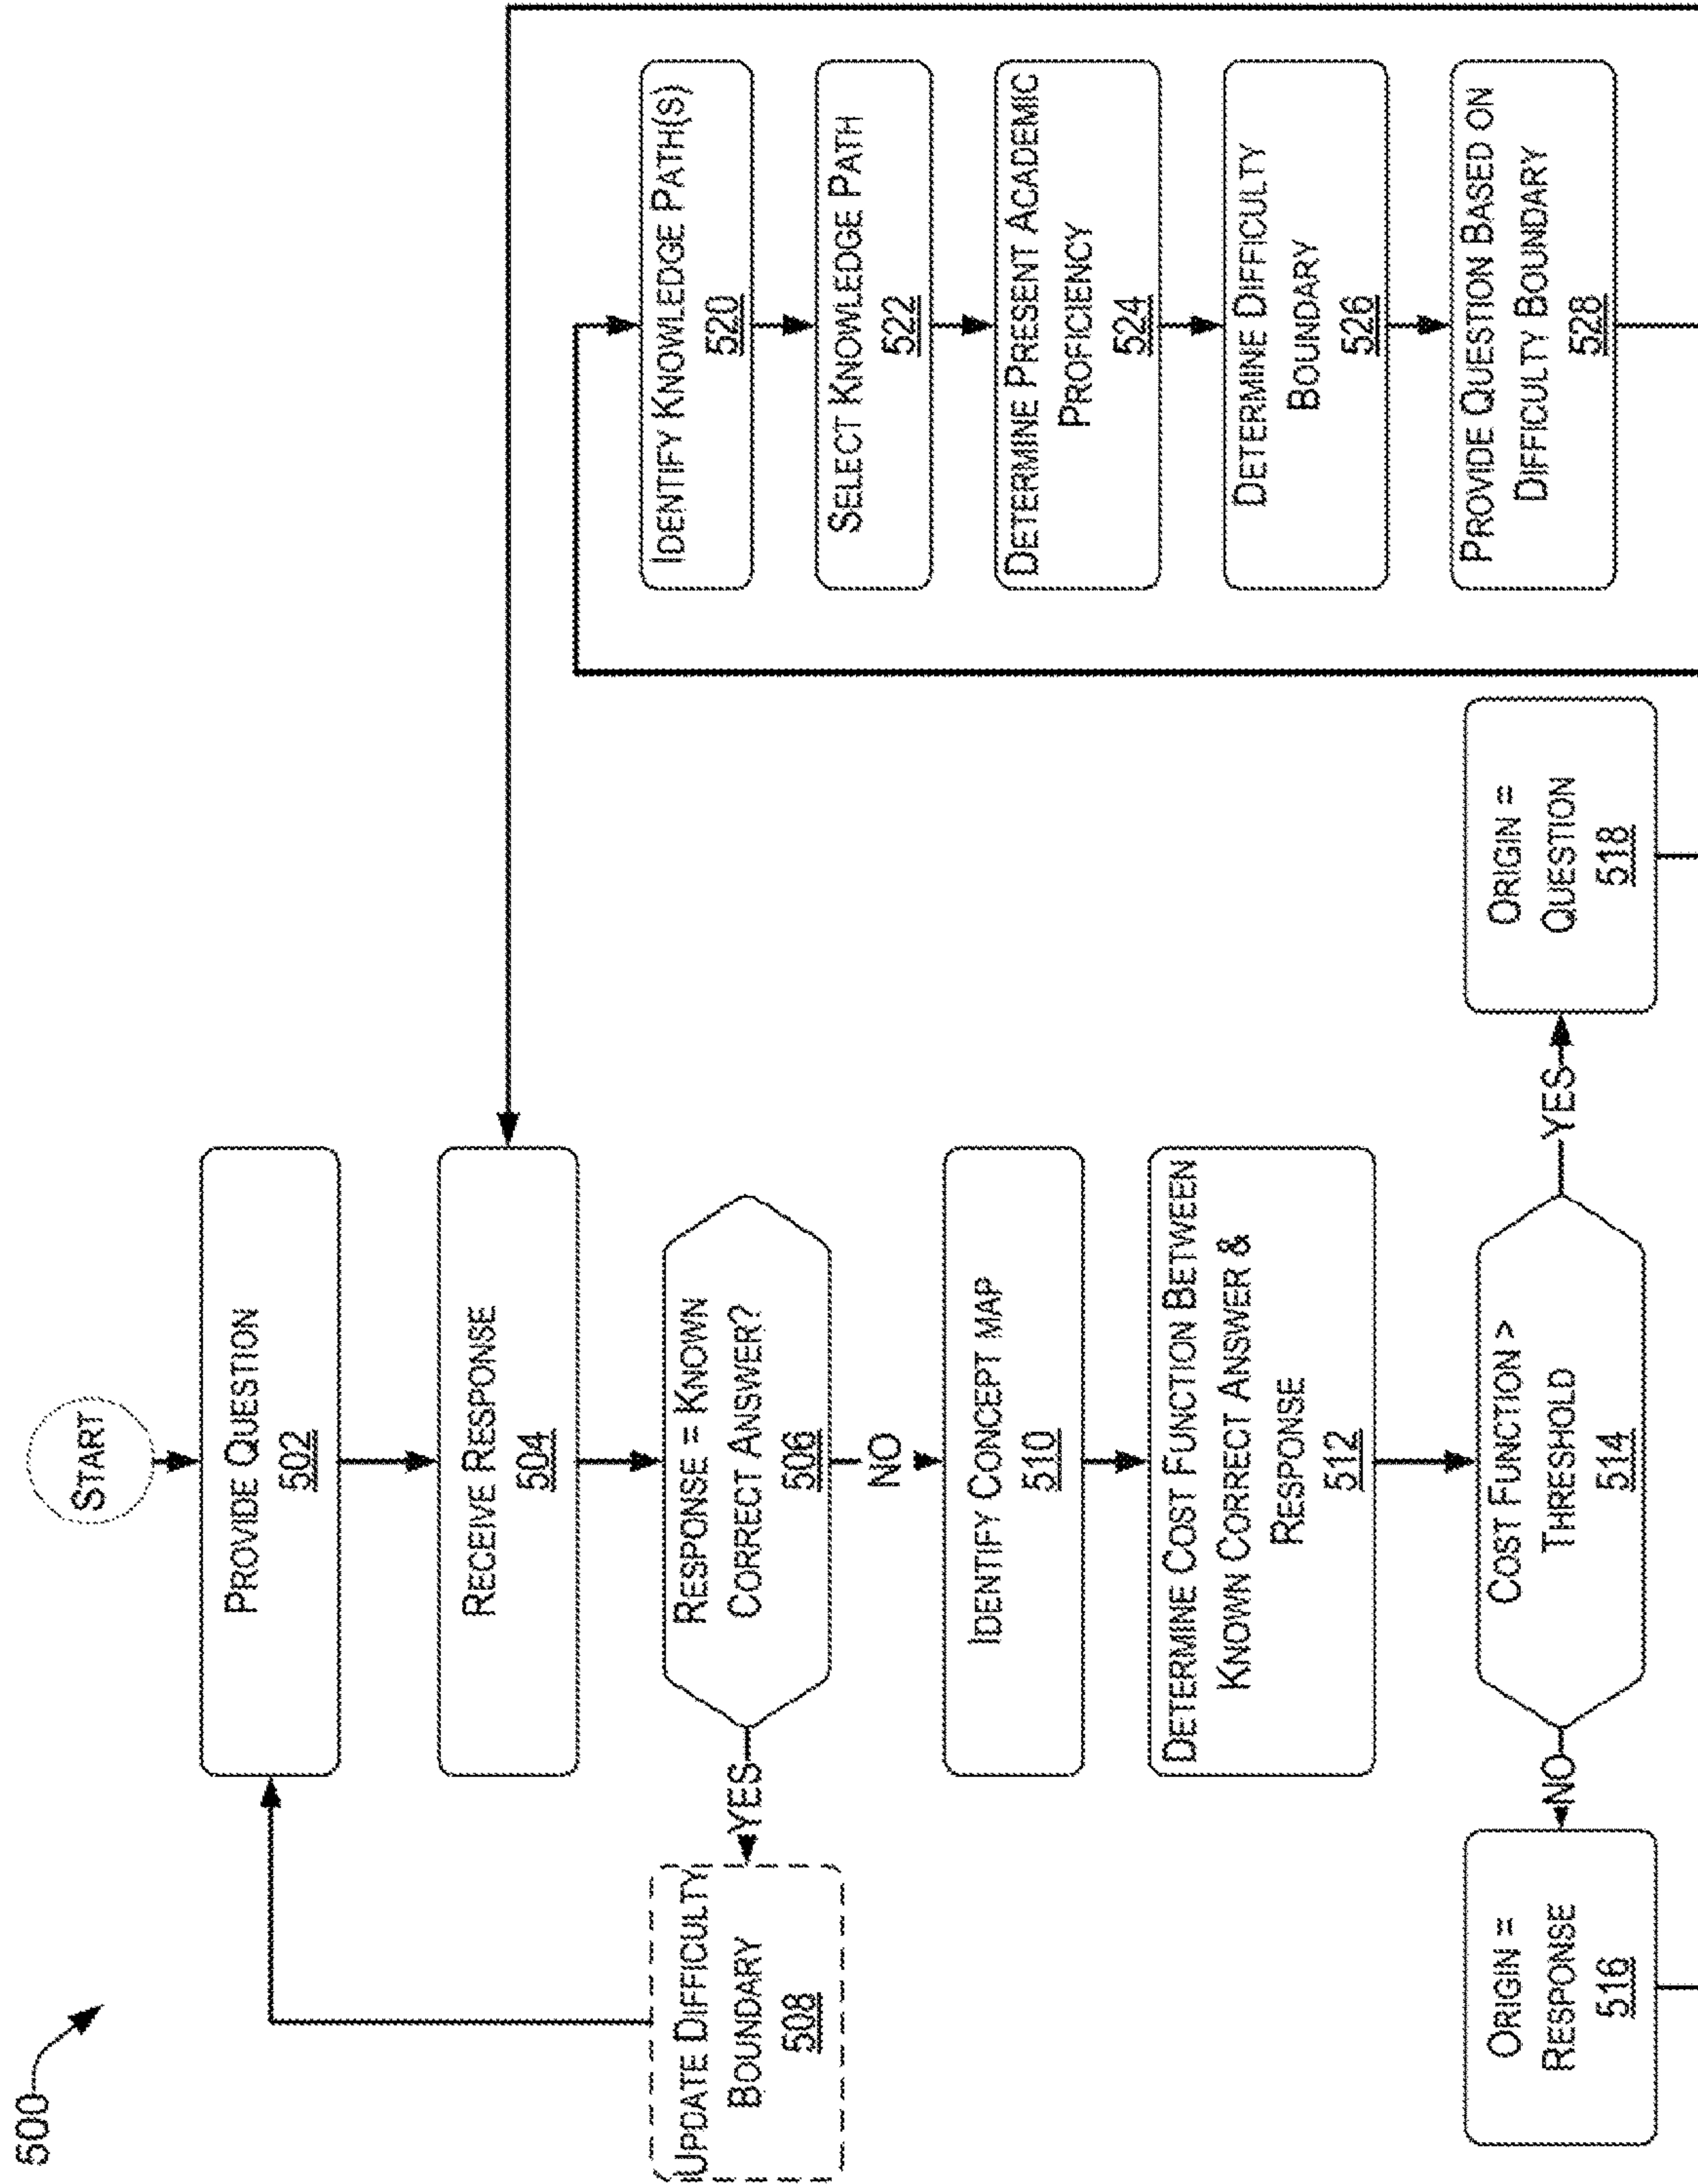 500
START
PROVIDE QUESTION
502
RECEIVE RESPONSE
504
RESPONSE = KNOWN
CORRECT ANSWER?
506
YES
UPDATE DIFFICULTY
BOUNDARY
508
NO
IDENTIFY CONCEPT MAP
510
DETERMINE COST FUNCTION BETWEEN
KNOWN CORRECT ANSWER &
RESPONSE
512
COST FUNCTION >
THRESHOLD
514
NO
ORIGIN =
RESPONSE
516
YES
ORIGIN =
QUESTION
518
IDENTIFY KNOWLEDGE PATH(S)
520
SELECT KNOWLEDGE PATH
522
DETERMINE PRESENT ACADEMIC
PROFICIENCY
524
DETERMINE DIFFICULTY
BOUNDARY
526
PROVIDE QUESTION BASED ON
DIFFICULTY BOUNDARY
528